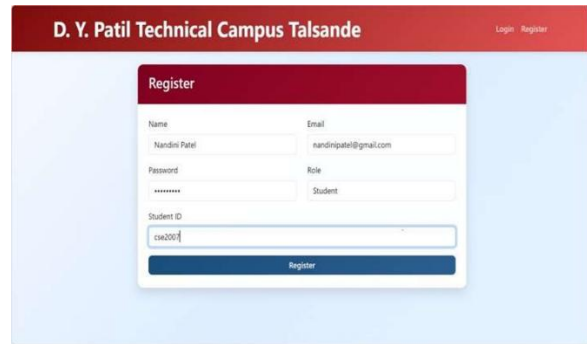 D. Y. Patil Technical Campus Talsande
Login Register
Register
Name Email
Nandini Patel nandinipatel@gmail.com
Password Role
••••••••• Student
Student ID
cse2007
Register